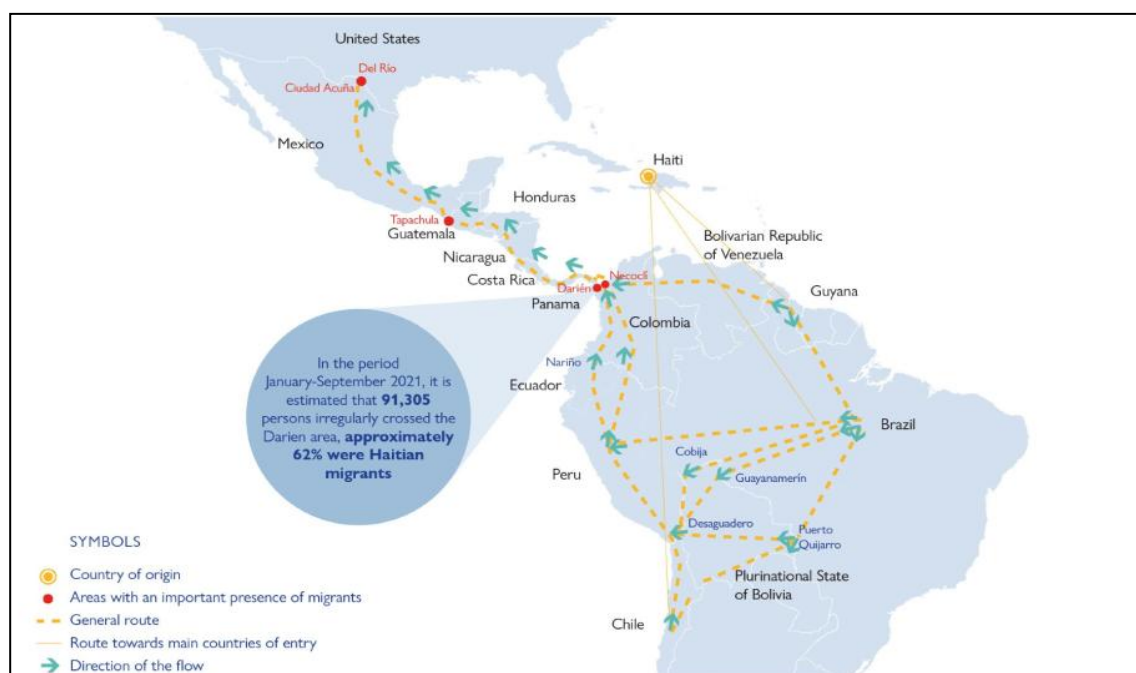 United States
Del Río
Ciudad Acuña
Mexico
Haiti
Honduras
Tapachula
Guatemala
Bolivarian Republic
of Venezuela
Nicaragua
Costa Rica
Necoclí
Darién
Guyana
Panama
Colombia
In the period
January-September 2021, it is
estimated that 91,305
persons irregularly crossed the
Darien area, approximately
62% were Haitian
migrants
Nariño
Ecuador
Brazil
Cobija
Peru
Guayanamerín
Desaguadero
Puerto
Quijarro
Plurinational State
of Bolivia
Chile
SYMBOLS
Country of origin
Areas with an important presence of migrants
General route
Route towards main countries of entry
Direction of the flow